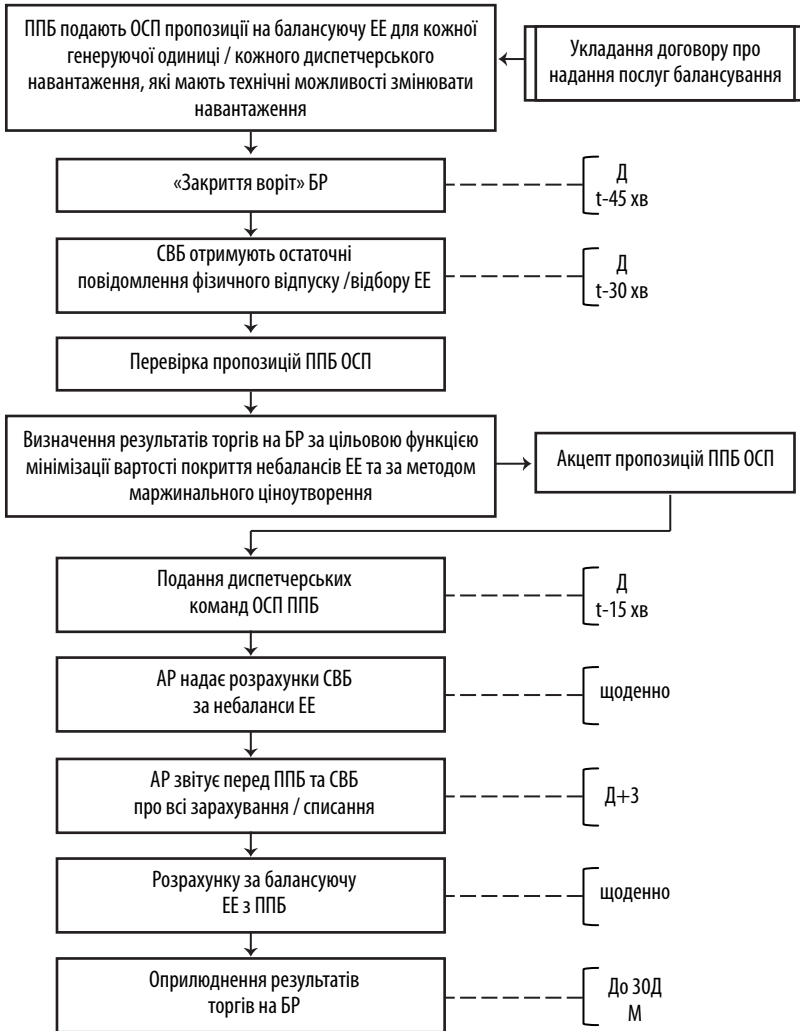 ППБ подають ОСП пропозиції на балансуючу ЕЕ для кожної
генеруючої одиниці / кожного диспетчерського
навантаження, які мають технічні можливості змінювати
навантаження
Укладання договору про
надання послуг балансування
«Закриття воріт» БР
Д
t-45 хв
СВБ отримують остаточні
повідомлення фізичного відпуску /відбору ЕЕ
Д
t-30 хв
Перевірка пропозицій ППБ ОСП
Визначення результатів торгів на БР за цільовою функцією
мінімізації вартості покриття небалансів ЕЕ та за методом
маржинального ціноутворення
Акцепт пропозицій ППБ ОСП
Подання диспетчерських
команд ОСП ППБ
Д
t-15 хв
АР надає розрахунки СВБ
за небаланси ЕЕ
щоденно
АР звітує перед ППБ та СВБ
про всі зарахування / списання
Д+3
Розрахунку за балансуючу
ЕЕ з ППБ
щоденно
Оприлюднення результатів
торгів на БР
До 30Д
М